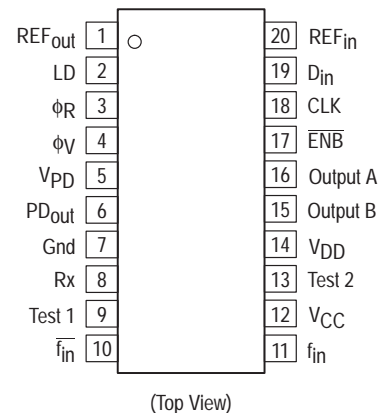 REFout 1 20 REFin
LD 2 19 Din
ϕR 3 18 CLK
ϕV 4 17 E̅N̅B̅
VPD 5 16 Output A
PDout 6 15 Output B
Gnd 7 14 VDD
Rx 8 13 Test 2
Test 1 9 12 VCC
f̅i̅n̅ 10 11 fin
(Top View)